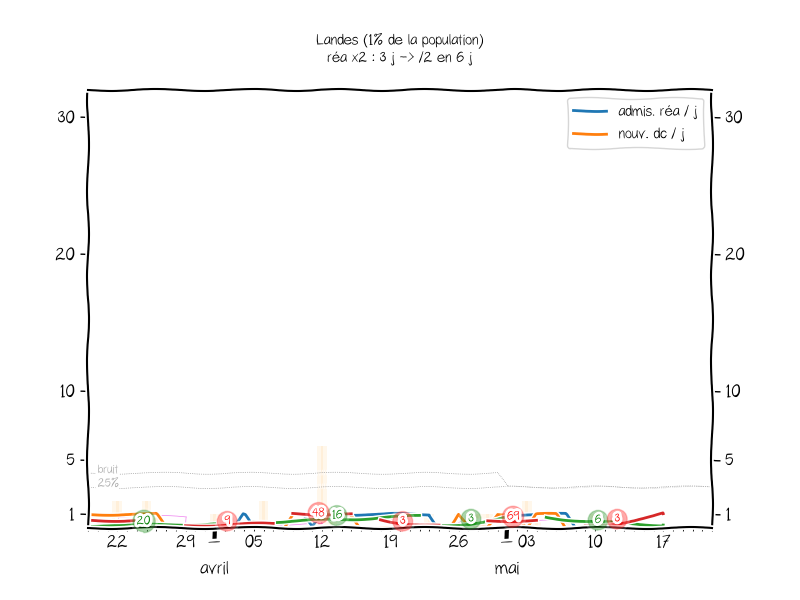 Landes (1% de la population)
réa x2 : 3 j -> /2 en 6 j
admis. réa / j
nouv. dc / j
30 30
20 20
10 10
5 5
bruit
25%
1 1
20 9 48 16 3 3 69 6 3
22 29 05 12 19 26 03 10 17
avril mai